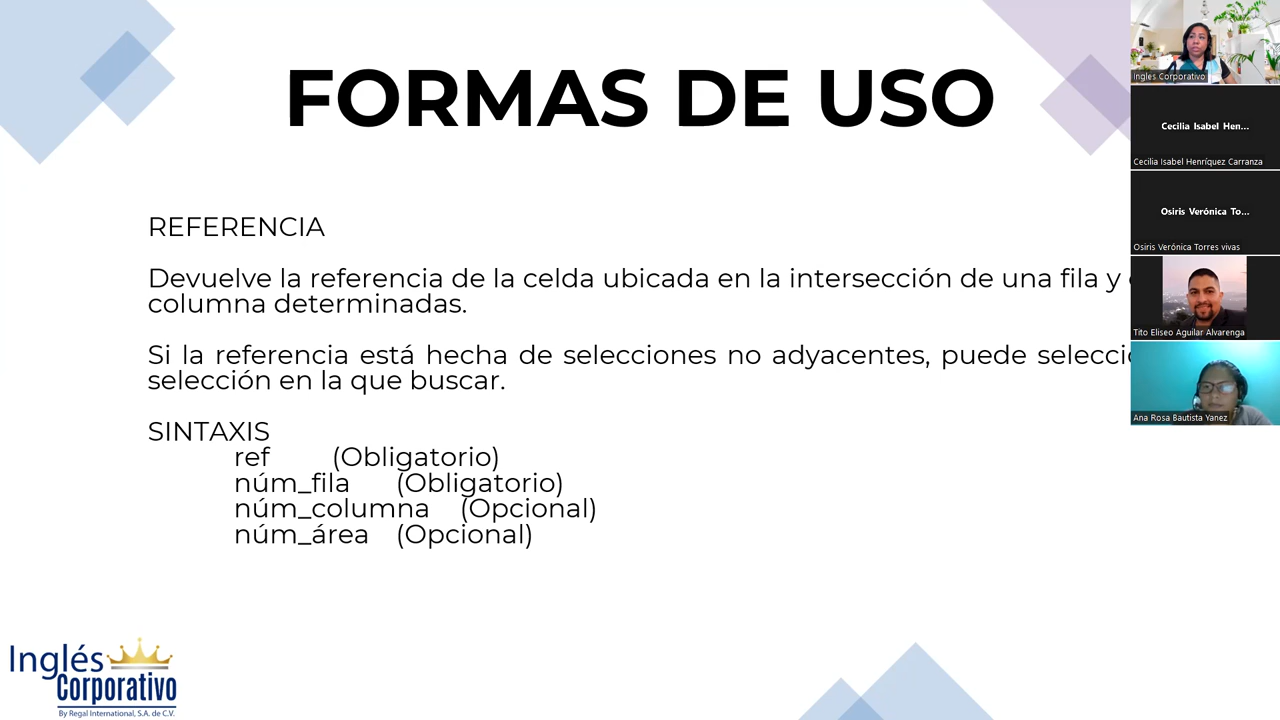 FORMAS DE USO
REFERENCIA
Devuelve la referencia de la celda ubicada en la intersección de una fila y
columna determinadas.
Si la referencia está hecha de selecciones no adyacentes, puede
selección en la que buscar.
SINTAXIS
ref (Obligatorio)
núm_fila (Obligatorio)
núm_columna (Opcional)
núm_área (Opcional)
Inglés
Corporativo
By Regal International, S.A. de C.V.
Ingles Corporativo
Cecilia Isabel Hen...
Cecilia Isabel Henríquez Carranza
Osiris Verónica To...
Osiris Verónica Torres vivas
Tito Eliseo Aguilar Alvarenga
Ana Rosa Bautista Yanez